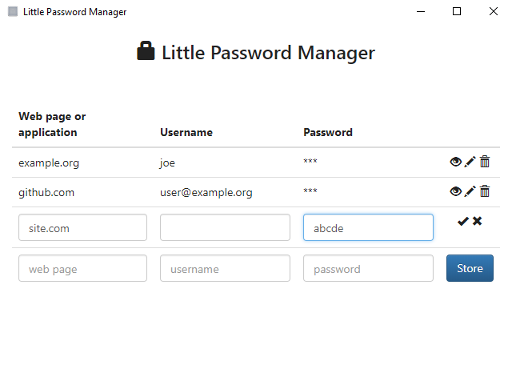 Little Password Manager
Little Password Manager
Web page or
application Username Password
example.org joe ***
github.com user@example.org ***
site.com abcde
web page username password Store